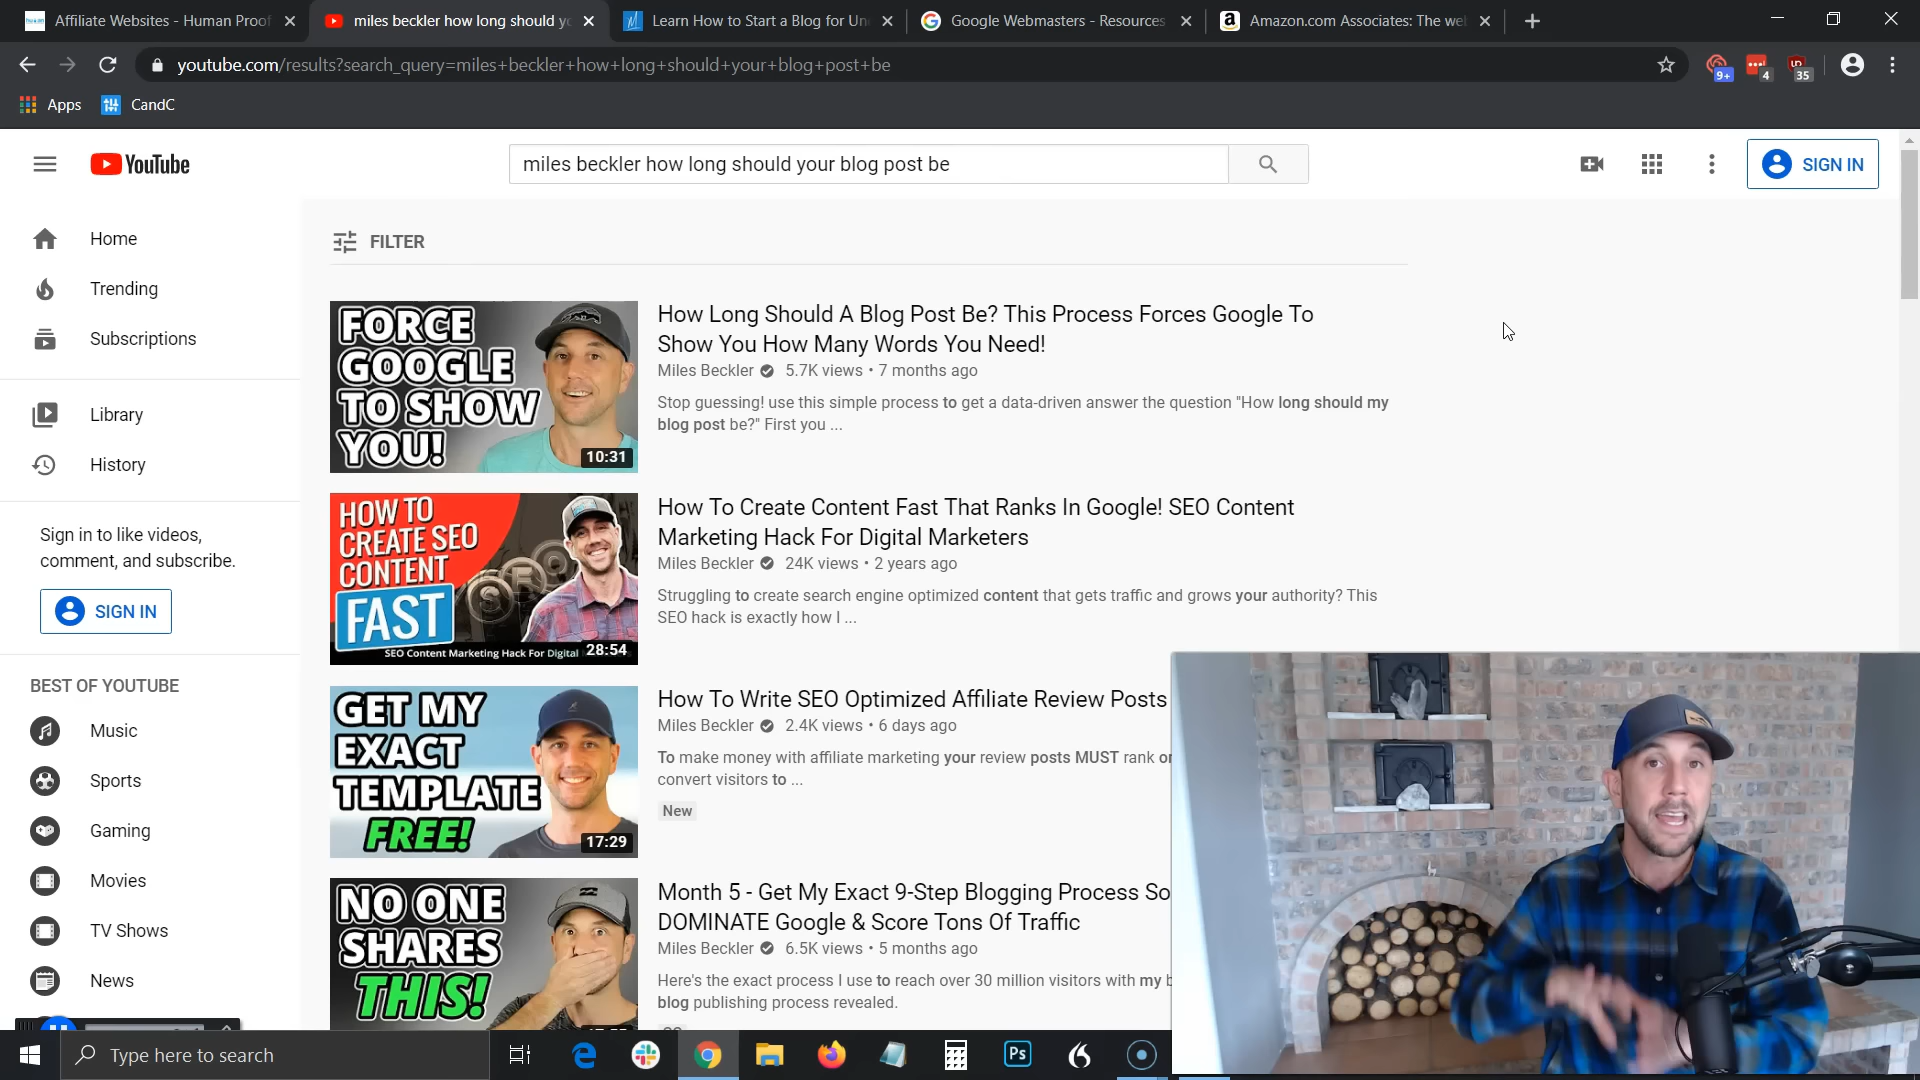 Affiliate Websites - Human Proof
miles beckler how long should yo
Learn How to Start a Blog for Un
Google Webmasters - Resources
Amazon.com Associates: The we
youtube.com/results?search_query=miles+beckler+how+long+should+your+blog+post+be
9+
4
35
Apps
CandC
YouTube
miles beckler how long should your blog post be
SIGN IN
Home
Trending
Subscriptions
Library
History
Sign in to like videos,
comment, and subscribe.
SIGN IN
BEST OF YOUTUBE
Music
Sports
Gaming
Movies
TV Shows
News
FILTER
FORCE
GOOGLE
TO SHOW
YOU!
10:31
How Long Should A Blog Post Be? This Process Forces Google To
Show You How Many Words You Need!
Miles Beckler 5.7K views • 7 months ago
Stop guessing! use this simple process to get a data-driven answer the question "How long should my
blog post be?" First you ...
HOW TO
CREATE SEO
CONTENT
FAST
SEO Content Marketing Hack For Digital
28:54
How To Create Content Fast That Ranks In Google! SEO Content
Marketing Hack For Digital Marketers
Miles Beckler 24K views • 2 years ago
Struggling to create search engine optimized content that gets traffic and grows your authority? This
SEO hack is exactly how I ...
GET MY
EXACT
TEMPLATE
FREE!
17:29
How To Write SEO Optimized Affiliate Review Posts
Miles Beckler 2.4K views • 6 days ago
To make money with affiliate marketing your review posts MUST rank or
convert visitors to ...
New
NO ONE
SHARES
THIS!
Month 5 - Get My Exact 9-Step Blogging Process So
DOMINATE Google & Score Tons Of Traffic
Miles Beckler 6.5K views • 5 months ago
Here's the exact process I use to reach over 30 million visitors with my b
blog publishing process revealed.
Type here to search
Ps